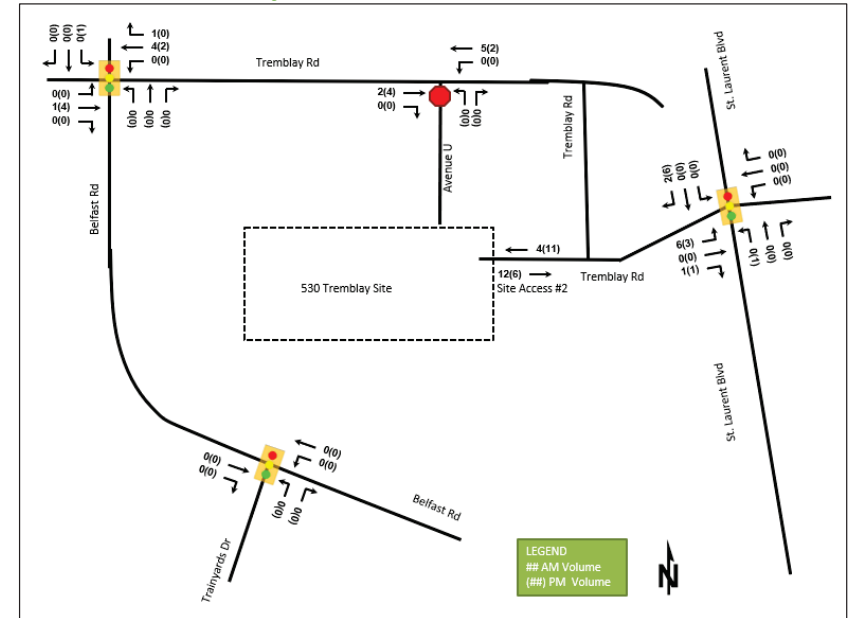 0(0) 0(0) 0(1)
1(0)
4(2)
0(0)
Tremblay Rd
5(2)
0(0)
0(0)
1(4)
0(0)
0(0) 0(0) 0(0)
2(4)
0(0)
0(0) 0(0)
Tremblay Rd
St. Laurent Blvd
Belfast Rd
Avenue U
2(6) 0(0) 0(0)
0(0)
0(0)
0(0)
6(3)
0(0)
1(1)
0(1) 0(0) 0(0)
4(11)
12(6)
Tremblay Rd
Site Access #2
530 Tremblay Site
St. Laurent Blvd
0(0)
0(0)
0(0)
0(0)
0(0) 0(0)
Belfast Rd
Trainyards Dr
LEGEND
## AM Volume
(##) PM Volume
N